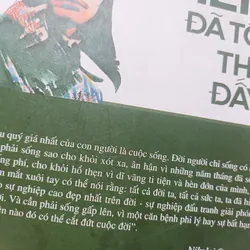 ĐÃ TÔ
TH
ĐẤY
quý giá nhất của con người là cuộc sống. Đời người chỉ sống có
phải sống sao cho khỏi xót xa, ân hận vì những năm tháng đã số
phí, cho khỏi hổ thẹn vì dĩ vãng ti tiện và hèn đớn của mình
mắt xuôi tay có thể nói rằng: tất cả đời ta, tất cả sức ta, ta đã h
sự nghiệp cao đẹp nhất trên đời - sự nghiệp đấu tranh giải phó
i. Và cần phải sống gấp lên, vì một căn bệnh phi lý hay sự bất hạ
nào đó có thể cắt đứt cuộc đời".